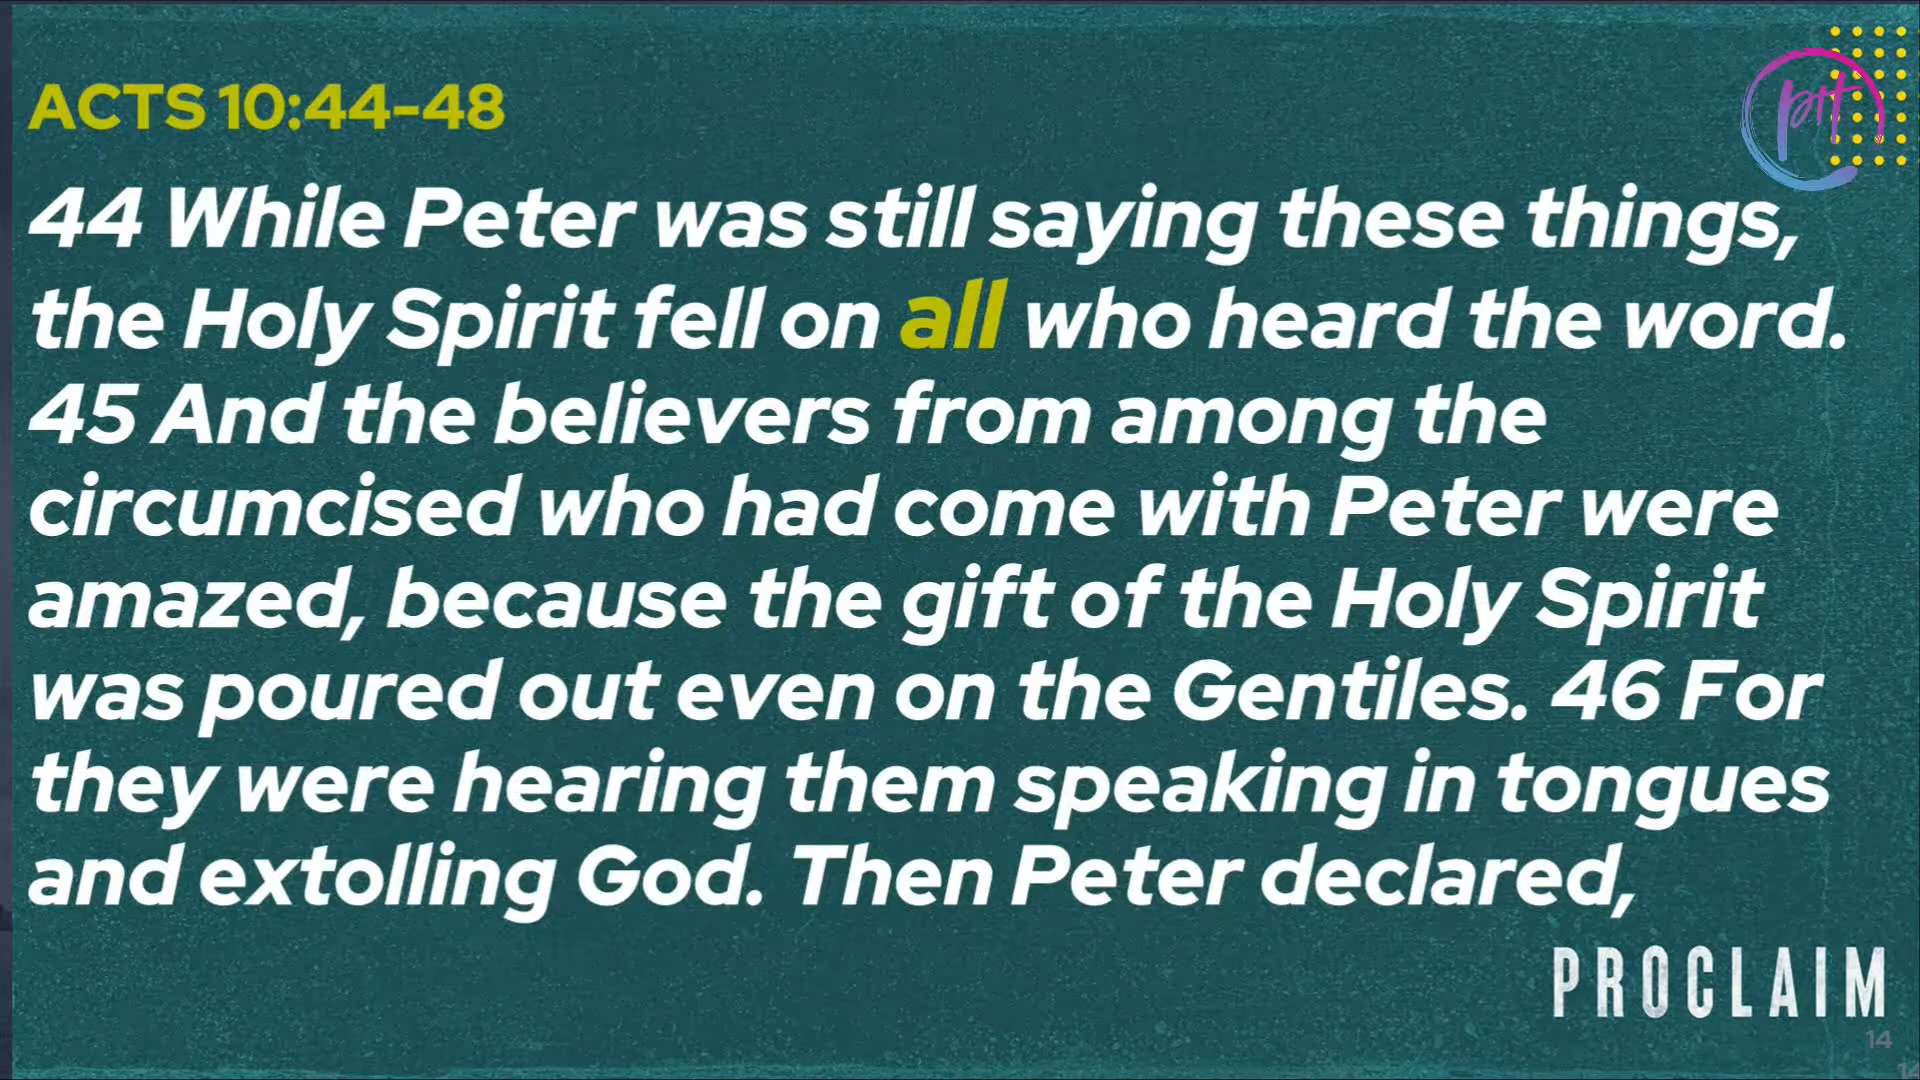 ACTS 10:44-48
pit
44 While Peter was still saying these things,
the Holy Spirit fell on all who heard the word.
45 And the believers from among the
circumcised who had come with Peter were
amazed, because the gift of the Holy Spirit
was poured out even on the Gentiles. 46 For
they were hearing them speaking in tongues
and extolling God. Then Peter declared,
PROCLAIM
14
14